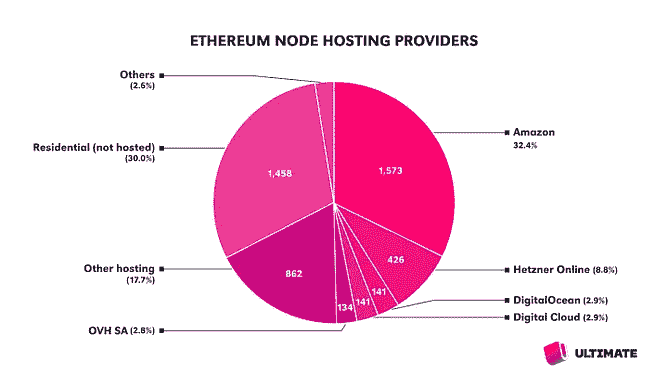 ETHEREUM NODE HOSTING PROVIDERS
Others
(2.6%)
Amazon
32.4%
Residential (not hosted)
(30.0%)
1,458
1,573
426
Hetzner Online (8.8%)
Other hosting
(17.7%)
862
141
141
134
DigitalOcean (2.9%)
Digital Cloud (2.9%)
OVH SA (2.8%)
ULTIMATE